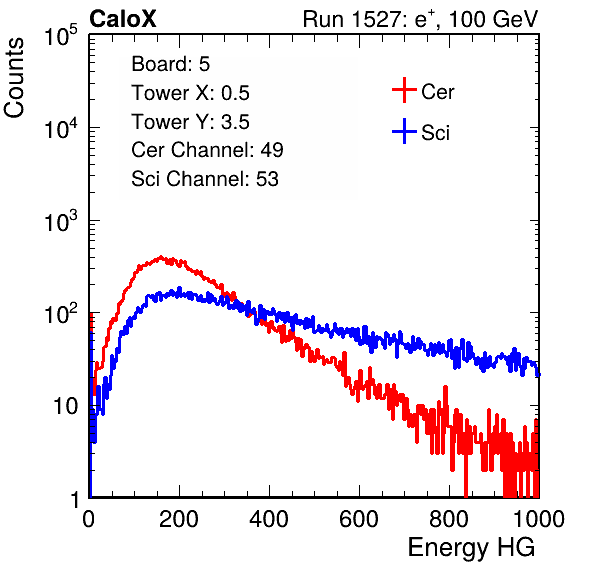 CaloX Run 1527: e⁺, 100 GeV
Counts
Board: 5
Tower X: 0.5
Tower Y: 3.5
Cer Channel: 49
Sci Channel: 53
Cer
Sci
10⁵
10⁴
10³
10²
10
1
0 200 400 600 800 1000
Energy HG